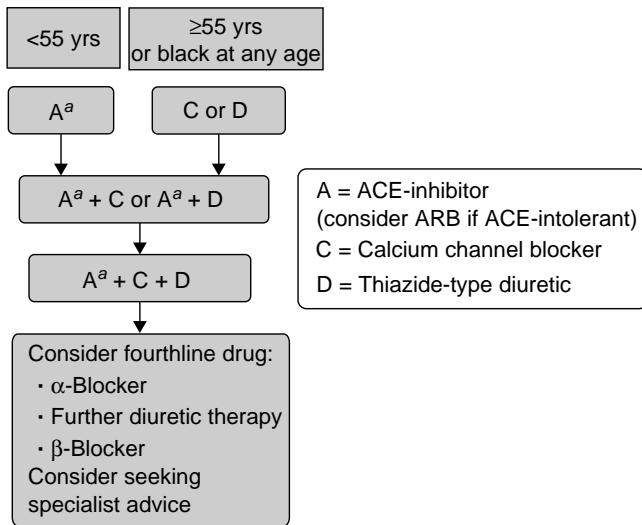 <55 yrs
≥55 yrs
or black at any age
Aᵃ
C or D
Aᵃ + C or Aᵃ + D
Aᵃ + C + D
Consider fourthline drug:
· α-Blocker
· Further diuretic therapy
· β-Blocker
Consider seeking
specialist advice
A = ACE-inhibitor
(consider ARB if ACE-intolerant)
C = Calcium channel blocker
D = Thiazide-type diuretic